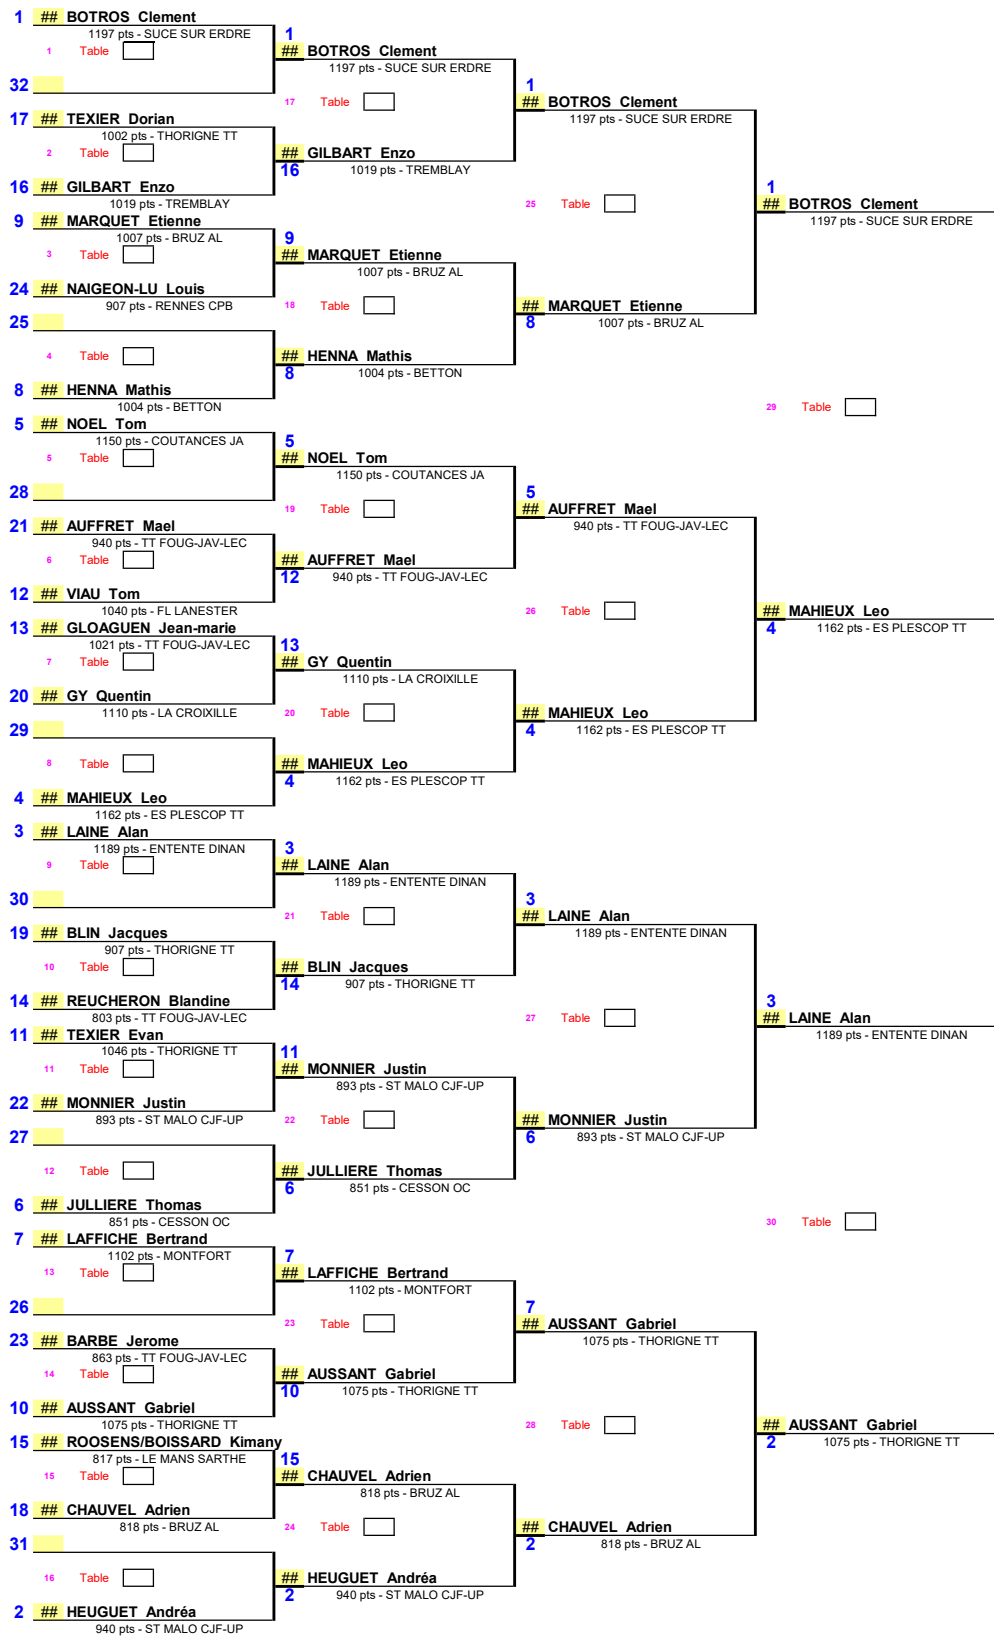 1 ## BOTROS Clement
1197 pts - SUCE SUR ERDRE
1 Table
32
17 ## TEXIER Dorian
1002 pts - THORIGNE TT
2 Table
16 ## GILBART Enzo
1019 pts - TREMBLAY
9 ## MARQUET Etienne
1007 pts - BRUZ AL
3 Table
24 ## NAIGEON-LU Louis
907 pts - RENNES CPB
25
4 Table
8 ## HENNA Mathis
1004 pts - BETTON
5 ## NOEL Tom
1150 pts - COUTANCES JA
5 Table
28
21 ## AUFFRET Mael
940 pts - TT FOUG-JAV-LEC
6 Table
12 ## VIAU Tom
1040 pts - FL LANESTER
13 ## GLOAGUEN Jean-marie
1021 pts - TT FOUG-JAV-LEC
7 Table
20 ## GY Quentin
1110 pts - LA CROIXILLE
29
8 Table
4 ## MAHIEUX Leo
1162 pts - ES PLESCOP TT
3 ## LAINE Alan
1189 pts - ENTENTE DINAN
9 Table
30
19 ## BLIN Jacques
907 pts - THORIGNE TT
10 Table
14 ## REUCHERON Blandine
803 pts - TT FOUG-JAV-LEC
11 ## TEXIER Evan
1046 pts - THORIGNE TT
11 Table
22 ## MONNIER Justin
893 pts - ST MALO CJF-UP
27
12 Table
6 ## JULLIERE Thomas
851 pts - CESSON OC
7 ## LAFFICHE Bertrand
1102 pts - MONTFORT
13 Table
26
23 ## BARBE Jerome
863 pts - TT FOUG-JAV-LEC
14 Table
10 ## AUSSANT Gabriel
1075 pts - THORIGNE TT
15 ## ROOSENS/BOISSARD Kimany
817 pts - LE MANS SARTHE
15 Table
18 ## CHAUVEL Adrien
818 pts - BRUZ AL
31
16 Table
2 ## HEUGUET Andréa
940 pts - ST MALO CJF-UP
1
## BOTROS Clement
1197 pts - SUCE SUR ERDRE
17 Table
## GILBART Enzo
16 1019 pts - TREMBLAY
9
## MARQUET Etienne
1007 pts - BRUZ AL
18 Table
## HENNA Mathis
8 1004 pts - BETTON
5
## NOEL Tom
1150 pts - COUTANCES JA
19 Table
## AUFFRET Mael
12 940 pts - TT FOUG-JAV-LEC
13
## GY Quentin
1110 pts - LA CROIXILLE
20 Table
## MAHIEUX Leo
4 1162 pts - ES PLESCOP TT
3
## LAINE Alan
1189 pts - ENTENTE DINAN
21 Table
## BLIN Jacques
14 907 pts - THORIGNE TT
11
## MONNIER Justin
893 pts - ST MALO CJF-UP
22 Table
## JULLIERE Thomas
6 851 pts - CESSON OC
7
## LAFFICHE Bertrand
1102 pts - MONTFORT
23 Table
## AUSSANT Gabriel
10 1075 pts - THORIGNE TT
15
## CHAUVEL Adrien
818 pts - BRUZ AL
24 Table
## HEUGUET Andréa
2 940 pts - ST MALO CJF-UP
1
## BOTROS Clement
1197 pts - SUCE SUR ERDRE
25 Table
## MARQUET Etienne
8 1007 pts - BRUZ AL
5
## AUFFRET Mael
940 pts - TT FOUG-JAV-LEC
26 Table
## MAHIEUX Leo
4 1162 pts - ES PLESCOP TT
3
## LAINE Alan
1189 pts - ENTENTE DINAN
27 Table
## MONNIER Justin
6 893 pts - ST MALO CJF-UP
7
## AUSSANT Gabriel
1075 pts - THORIGNE TT
28 Table
## CHAUVEL Adrien
2 818 pts - BRUZ AL
1
## BOTROS Clement
1197 pts - SUCE SUR ERDRE
29 Table
## MAHIEUX Leo
4 1162 pts - ES PLESCOP TT
3
## LAINE Alan
1189 pts - ENTENTE DINAN
30 Table
## AUSSANT Gabriel
2 1075 pts - THORIGNE TT